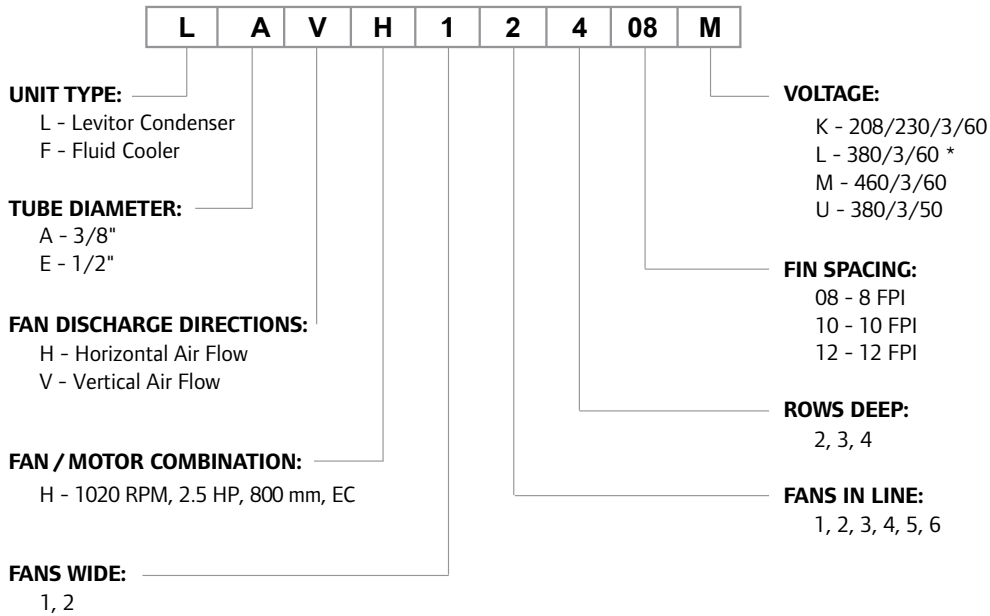 L A V H 1 2 4 08 M
UNIT TYPE:
L - Levitor Condenser
F - Fluid Cooler
TUBE DIAMETER:
A - 3/8"
E - 1/2"
FAN DISCHARGE DIRECTIONS:
H - Horizontal Air Flow
V - Vertical Air Flow
FAN / MOTOR COMBINATION:
H - 1020 RPM, 2.5 HP, 800 mm, EC
FANS WIDE:
1, 2
VOLTAGE:
K - 208/230/3/60
L - 380/3/60 *
M - 460/3/60
U - 380/3/50
FIN SPACING:
08 - 8 FPI
10 - 10 FPI
12 - 12 FPI
ROWS DEEP:
2, 3, 4
FANS IN LINE:
1, 2, 3, 4, 5, 6